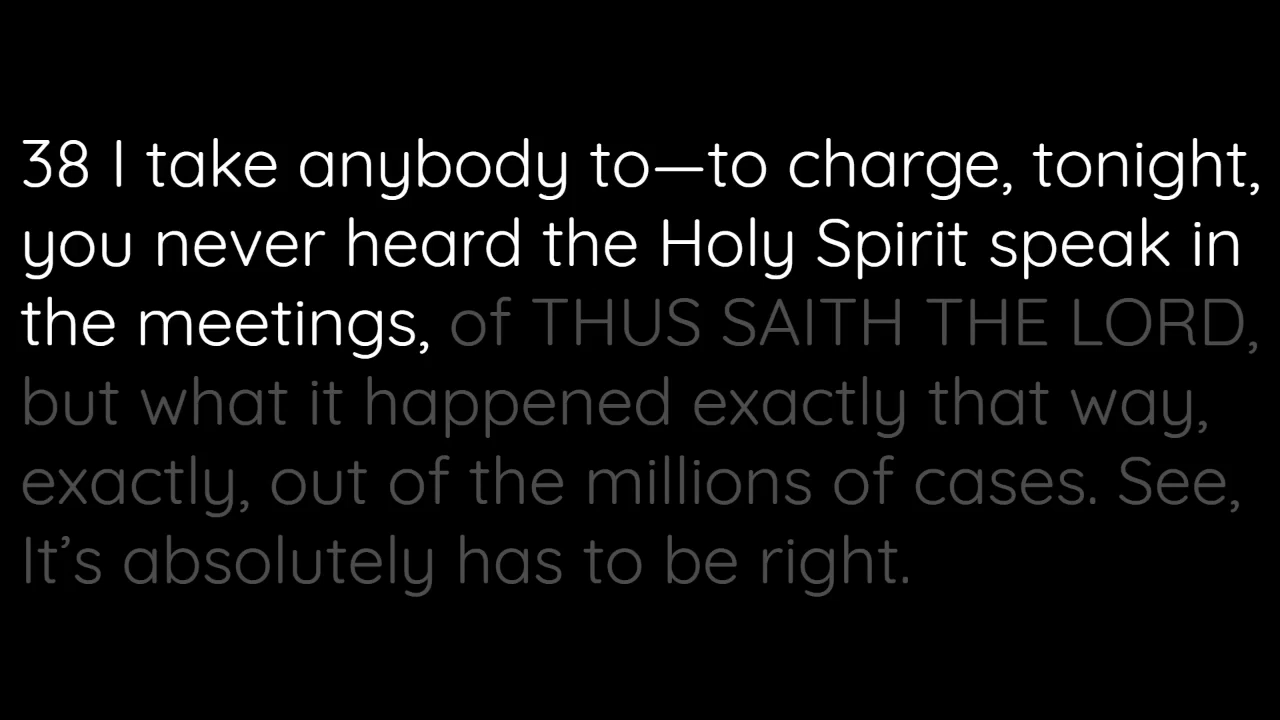 38 I take anybody to—to charge, tonight,
you never heard the Holy Spirit speak in
the meetings, of THUS SAITH THE LORD,
but what it happened exactly that way,
exactly, out of the millions of cases. See,
It’s absolutely has to be right.